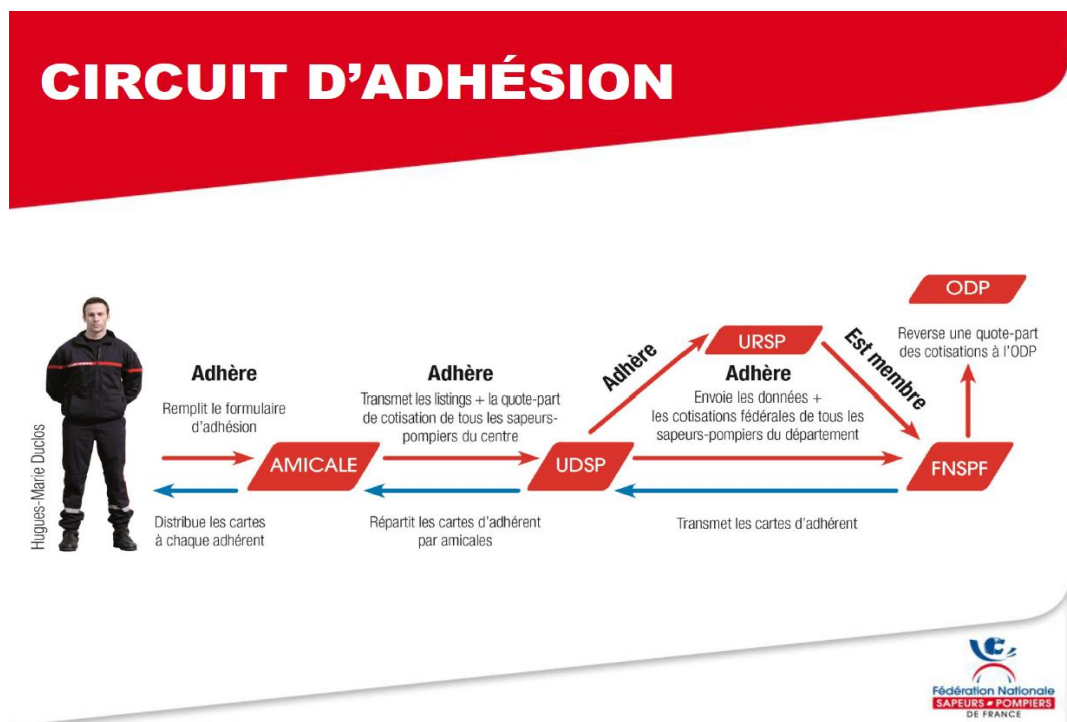 CIRCUIT D'ADHÉSION
ODP
Reverse une quote-part
des cotisations à l'ODP
URSP
Adhère
Est membre
Adhère
Remplit le formulaire
d'adhésion
Adhère
Transmet les listings + la quote-part
de cotisation de tous les sapeurs-
pompiers du centre
Adhère
Envoie les données +
les cotisations fédérales de tous les
sapeurs-pompiers du département
AMICALE
UDSP
FNSPF
Distribue les cartes
à chaque adhérent
Répartit les cartes d'adhérent
par amicales
Transmet les cartes d'adhérent
Hugues-Marie Duclos
Fédération Nationale
SAPEURS-POMPIERS
DE FRANCE